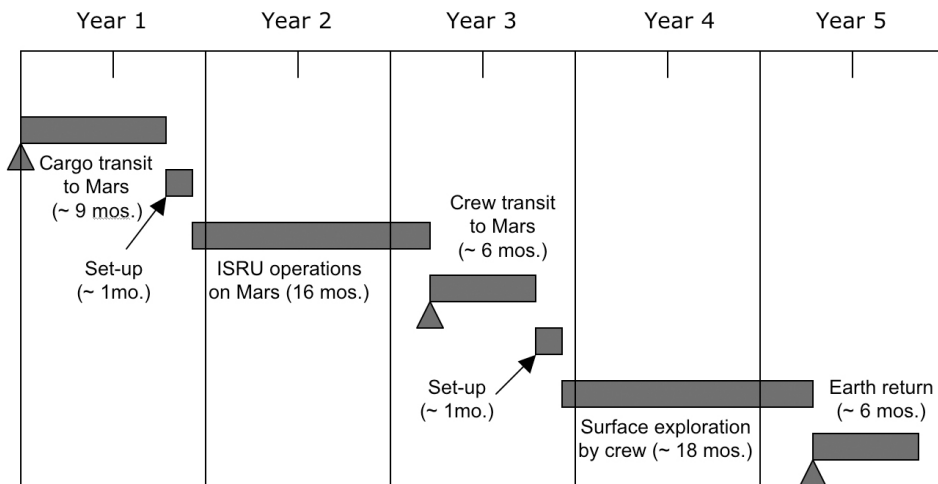 Year 1
Year 2
Year 3
Year 4
Year 5
Cargo transit
to Mars
(~ 9 mos.)
Set-up
(~ 1mo.)
ISRU operations
on Mars (16 mos.)
Crew transit
to Mars
(~ 6 mos.)
Set-up
(~ 1mo.)
Surface exploration
by crew (~ 18 mos.)
Earth return
(~ 6 mos.)